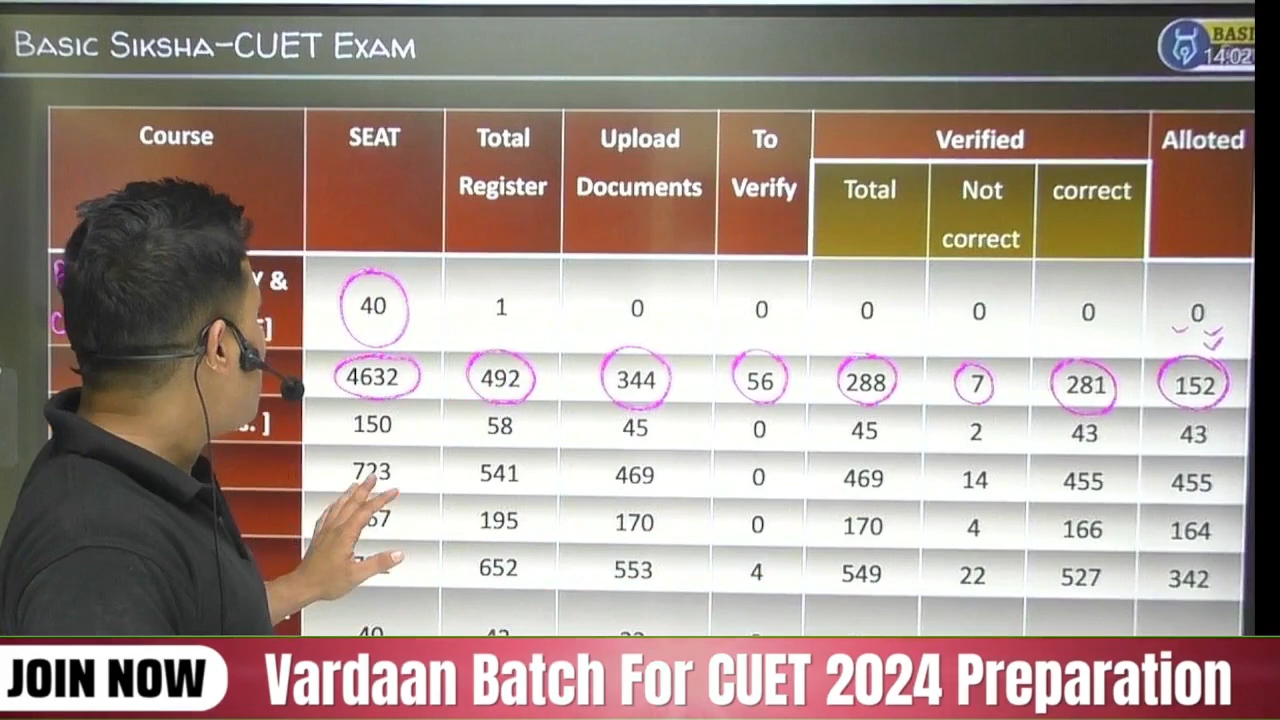 BASIC SIKSHA-CUET EXAM
BASI
14:02
Course SEAT Total Register Upload Documents To Verify Verified Alloted
Total Not correct correct
&
40 1 0 0 0 0 0 0
4632 492 344 56 288 7 281 152
150 58 45 0 45 2 43 43
723 541 469 0 469 14 455 455
195 170 0 170 4 166 164
652 553 4 549 22 527 342
JOIN NOW Vardaan Batch For CUET 2024 Preparation